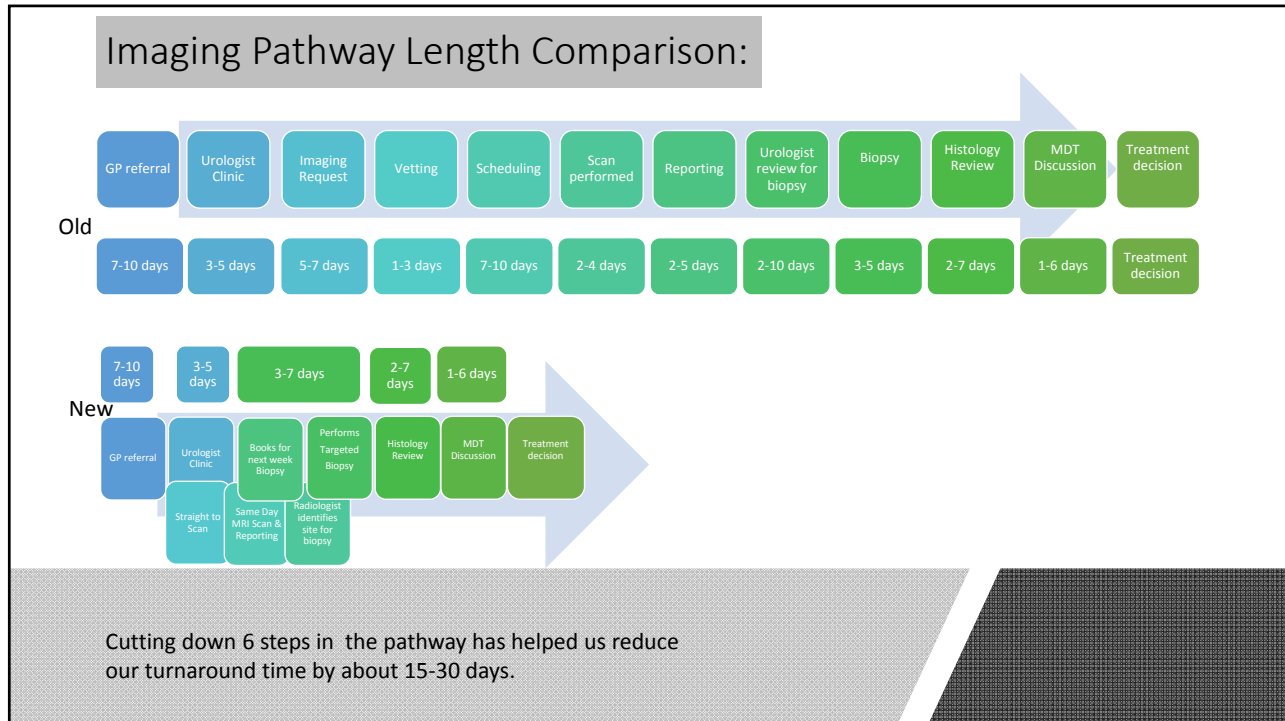 Imaging Pathway Length Comparison:
GP referral
Urologist
Clinic
Imaging
Request
Vetting
Scheduling
Scan
performed
Reporting
Urologist
review for
biopsy
Biopsy
Histology
Review
MDT
Discussion
Treatment
decision
Old
7-10 days
3-5 days
5-7 days
1-3 days
7-10 days
2-4 days
2-5 days
2-10 days
3-5 days
2-7 days
1-6 days
Treatment
decision
7-10
days
3-5
days
3-7 days
2-7
days
1-6 days
New
GP referral
Urologist
Clinic
Books for
next week
Biopsy
Performs
Targeted
Biopsy
Histology
Review
MDT
Discussion
Treatment
decision
Straight to
Scan
Same Day
MRI Scan &
Reporting
Radiologist
identifies
site for
biopsy
Cutting down 6 steps in  the pathway has helped us reduce
our turnaround time by about 15-30 days.